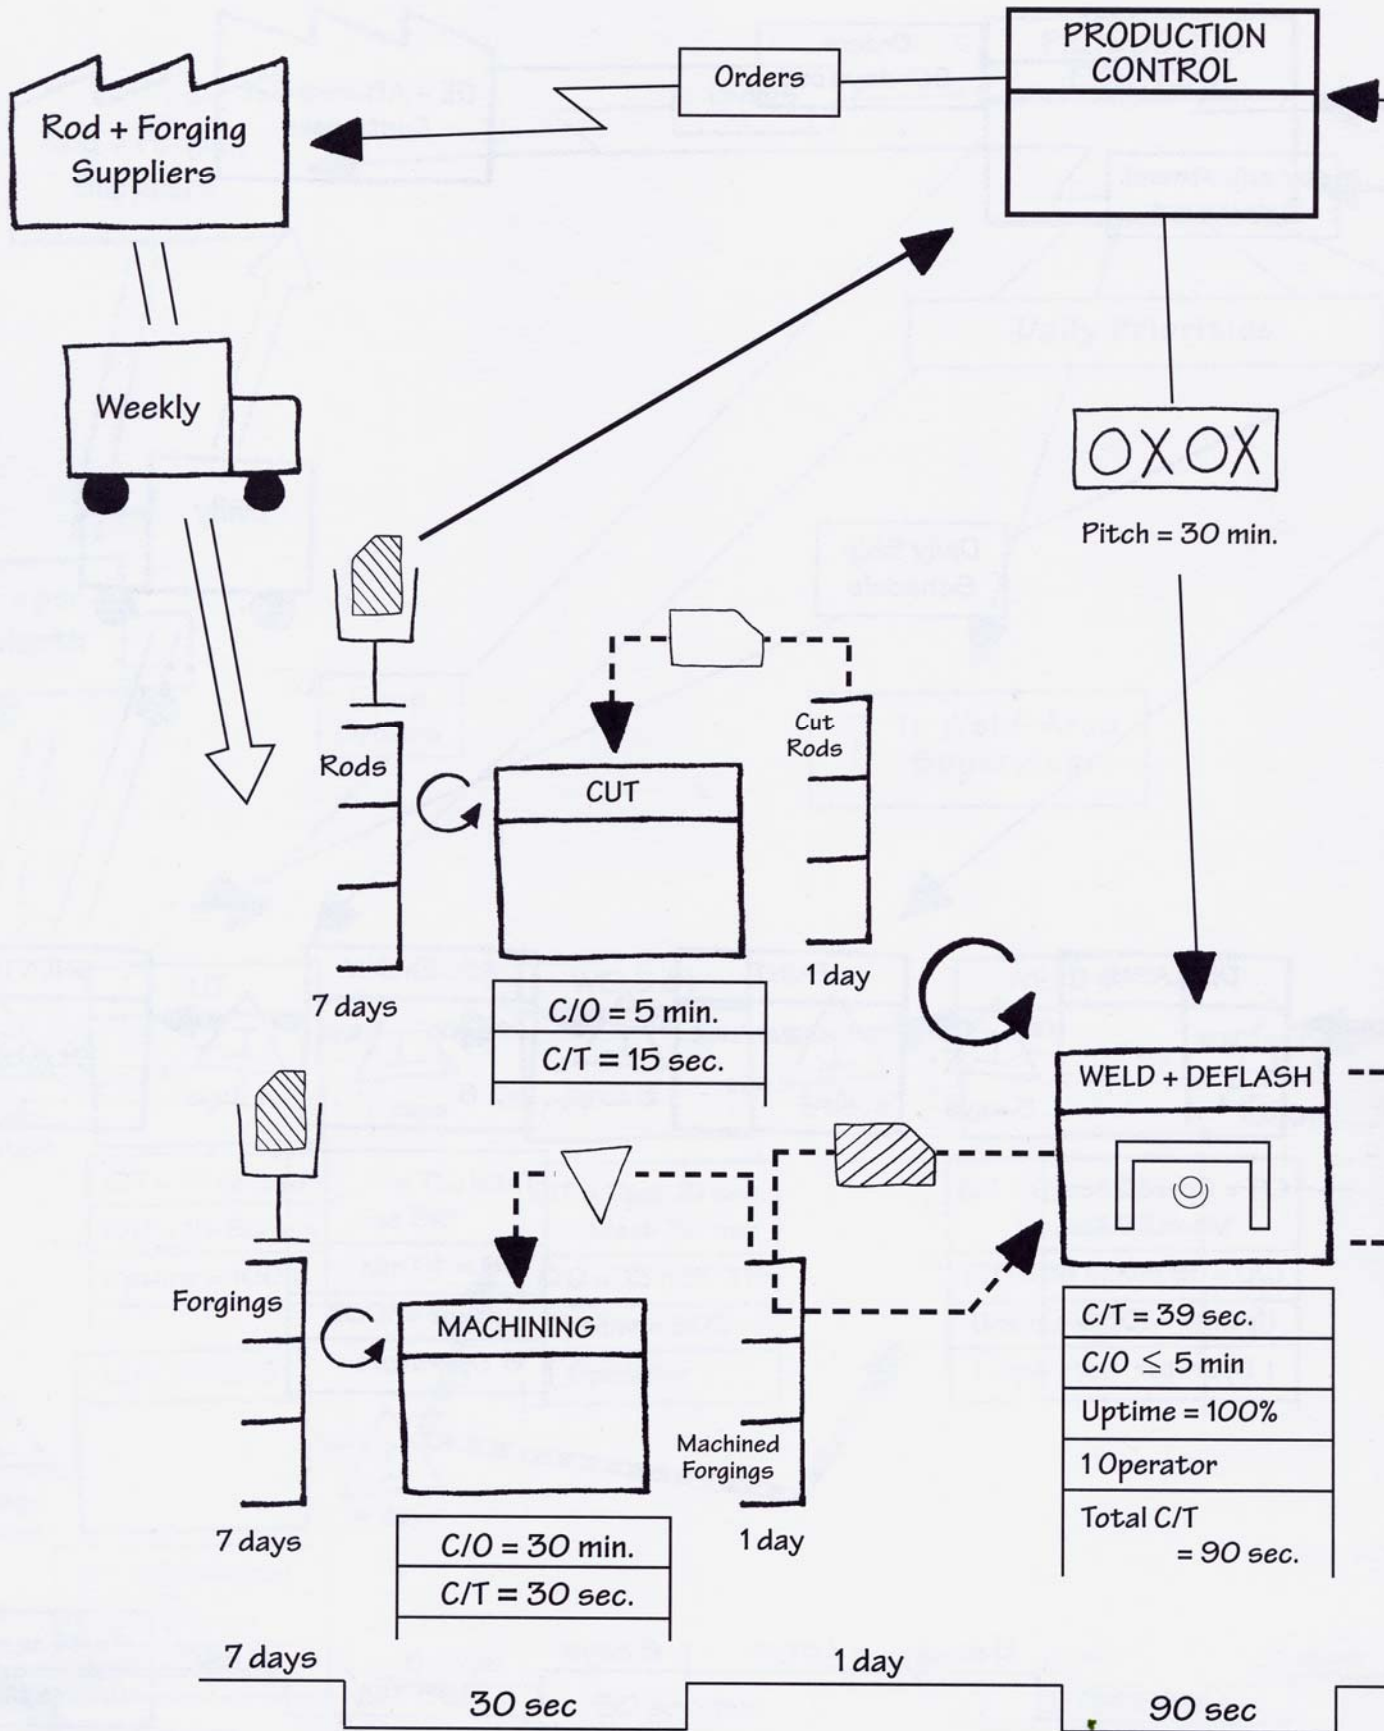 PRODUCTION
CONTROL
Orders
Rod + Forging
Suppliers
Weekly
OXOX
Pitch = 30 min.
Cut
Rods
Rods
CUT
7 days
1 day
C/O = 5 min.
C/T = 15 sec.
WELD + DEFLASH
Forgings
MACHINING
C/T = 39 sec.
C/O ≤ 5 min
Uptime = 100%
1 Operator
Total C/T
= 90 sec.
Machined
Forgings
7 days
1 day
C/O = 30 min.
C/T = 30 sec.
7 days
1 day
30 sec
90 sec